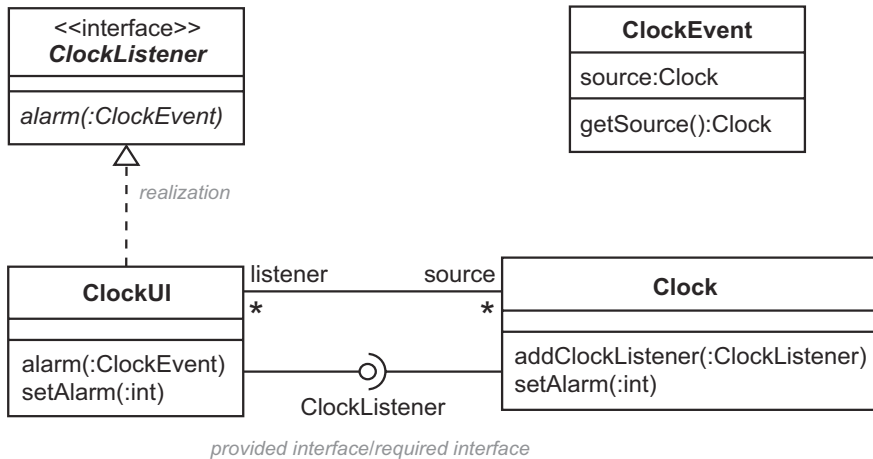 <<interface>>
ClockListener
alarm(:ClockEvent)
ClockEvent
source:Clock
getSource():Clock
realization
ClockUI
alarm(:ClockEvent)
setAlarm(:int)
listener
source
*
*
ClockListener
Clock
addClockListener(:ClockListener)
setAlarm(:int)
provided interface/required interface